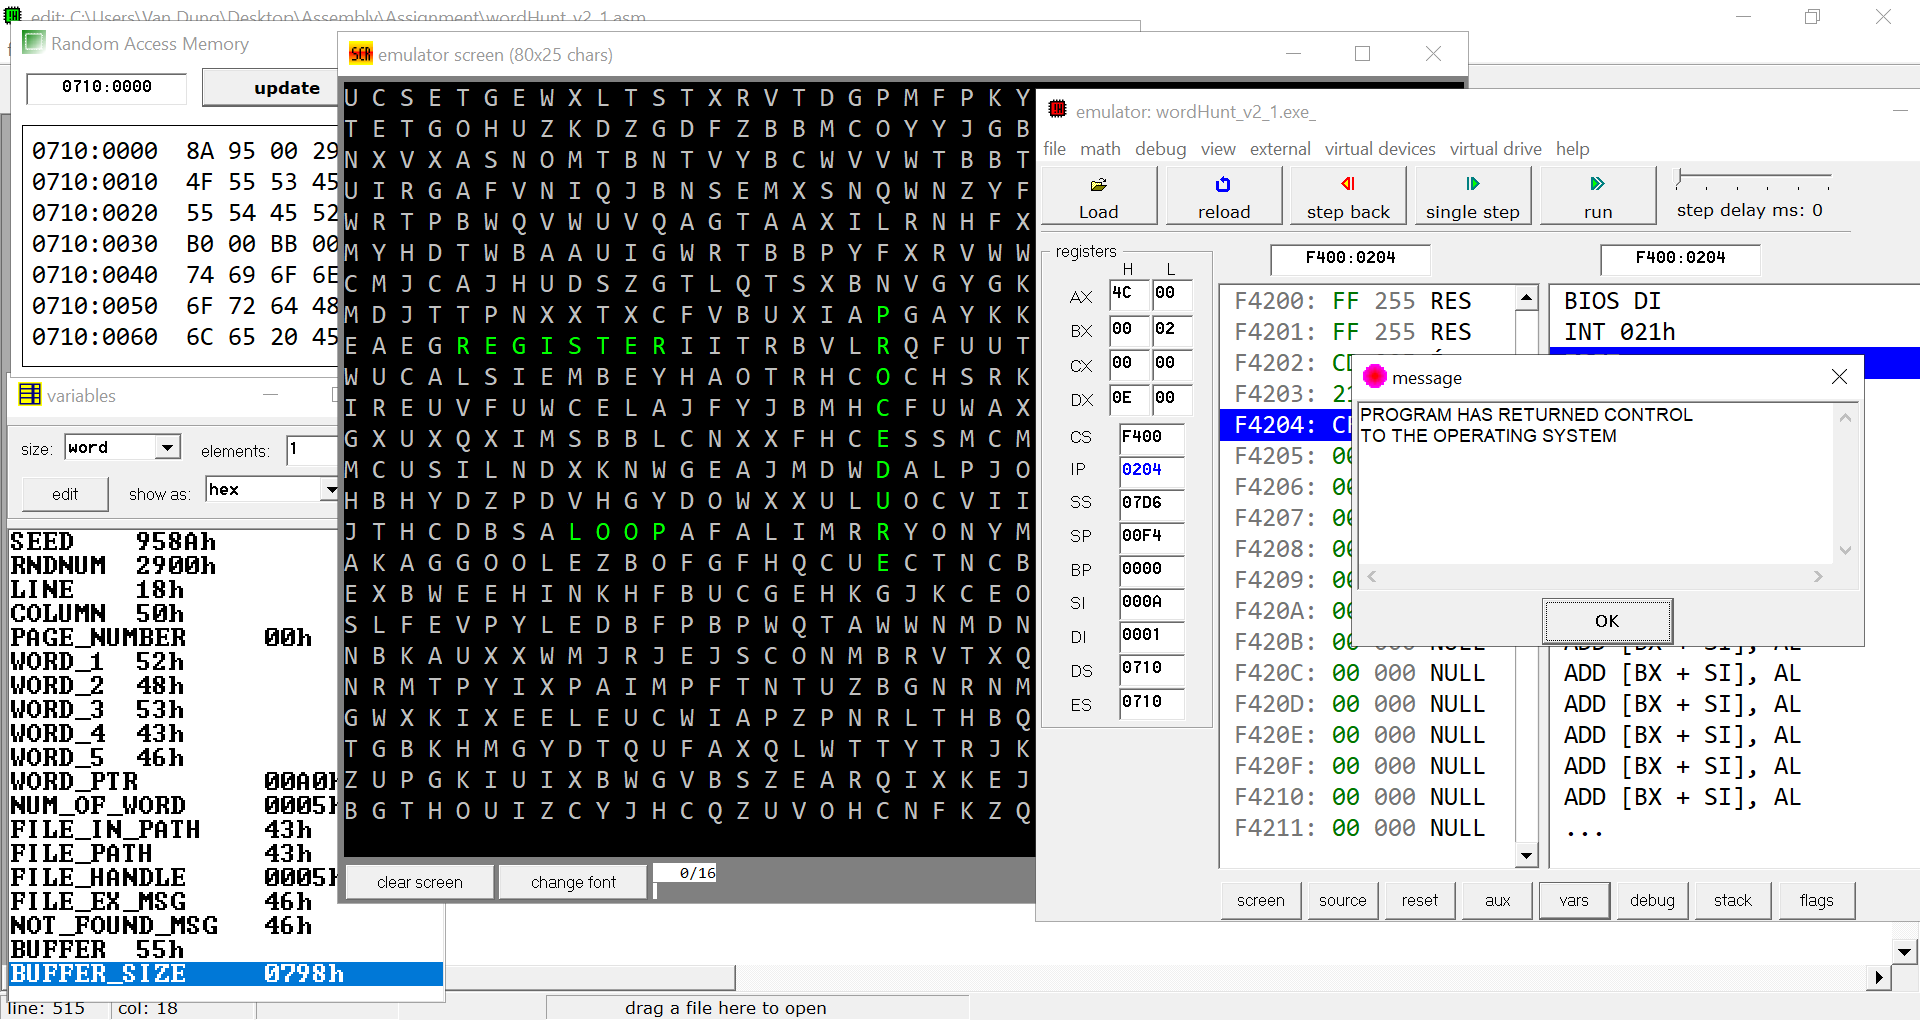 edit: C:\Users\Van Dung\Desktop\Assembly\Assignment\wordHunt_v2_1.asm
Random Access Memory
0710:0000
update
0710:0000 8A 95 00 29
0710:0010 4F 55 53 45
0710:0020 55 54 45 52
0710:0030 B0 00 BB 00
0710:0040 74 69 6F 6E
0710:0050 6F 72 64 48
0710:0060 6C 65 20 45
variables
size: word elements: 1
edit show as: hex
SEED 958Ah
RNDNUM 2900h
LINE 18h
COLUMN 50h
PAGE_NUMBER 00h
WORD_1 52h
WORD_2 48h
WORD_3 53h
WORD_4 43h
WORD_5 46h
WORD_PTR 00A0h
NUM_OF_WORD 0005h
FILE_IN_PATH 43h
FILE_PATH 43h
FILE_HANDLE 0005h
FILE_EX_MSG 46h
NOT_FOUND_MSG 46h
BUFFER 55h
BUFFER_SIZE 0798h
line: 515 col: 18
drag a file here to open
SCR emulator screen (80x25 chars)
U C S E T G E W X L T S T X R V T D G P M F P K Y
T E T G O H U Z K D Z G D F Z B B M C O Y Y J G B
N X V X A S N O M T B N T V Y B C W V V W T B B T
U I R G A F V N I Q J B N S E M X S N Q W N Z Y F
W R T P B W Q V W U V Q A G T A A X I L R N H F X
M Y H D T W B A A U I G W R T B B P Y F X R V W W
C M J C A J H U D S Z G T L Q T S X B N V G Y G K
M D J T T P N X X T X C F V B U X I A P G A Y K K
E A E G R E G I S T E R I I T R B V L R Q F U U T
W U C A L S I E M B E Y H A O T R H C O C H S R K
I R E U V F U W C E L A J F Y J B M H C F U W A X
G X U X Q X I M S B B L C N X X F H C E S S M C M
M C U S I L N D X K N W G E A J M D W D A L P J O
H B H Y D Z P D V H G Y D O W X X U L U O C V I I
J T H C D B S A L O O P A F A L I M R R Y O N Y M
A K A G G O O L E Z B O F G F H Q C U E C T N C B
E X B W E E H I N K H F B U C G E H K G J K C E O
S L F E V P Y L E D B F P B P W Q T A W W N M D N
N B K A U X X W M J R J E J S C O N M B R V T X Q
N R M T P Y I X P A I M P F T N T U Z B G N R N M
G W X K I X E E L E U C W I A P Z P N R L T H B Q
T G B K H M G Y D T Q U F A X Q L W T T Y T R J K
Z U P G K I U I X B W G V B S Z E A R Q I X K E J
B G T H O U I Z C Y J H C Q Z U V O H C N F K Z Q
clear screen change font 0/16
emulator: wordHunt_v2_1.exe_
file math debug view external virtual devices virtual drive help
Load reload step back single step run step delay ms: 0
registers
H L
AX 4C 00
BX 00 02
CX 00 00
DX 0E 00
CS F400
IP 0204
SS 07D6
SP 00F4
BP 0000
SI 000A
DI 0001
DS 0710
ES 0710
F400:0204 F400:0204
F4200: FF 255 RES
F4201: FF 255 RES
F4202:
F4203:
F4204:
F4205: 00
F4206: 00
F4207: 00
F4208: 00
F4209: 00
F420A: 00
F420B: 00 000 NULL
F420C: 00 000 NULL
F420D: 00 000 NULL
F420E: 00 000 NULL
F420F: 00 000 NULL
F4210: 00 000 NULL
F4211: 00 000 NULL
BIOS DI
INT 021h
ADD [BX + SI], AL
ADD [BX + SI], AL
ADD [BX + SI], AL
ADD [BX + SI], AL
ADD [BX + SI], AL
ADD [BX + SI], AL
...
message
PROGRAM HAS RETURNED CONTROL
TO THE OPERATING SYSTEM
OK
screen source reset aux vars debug stack flags